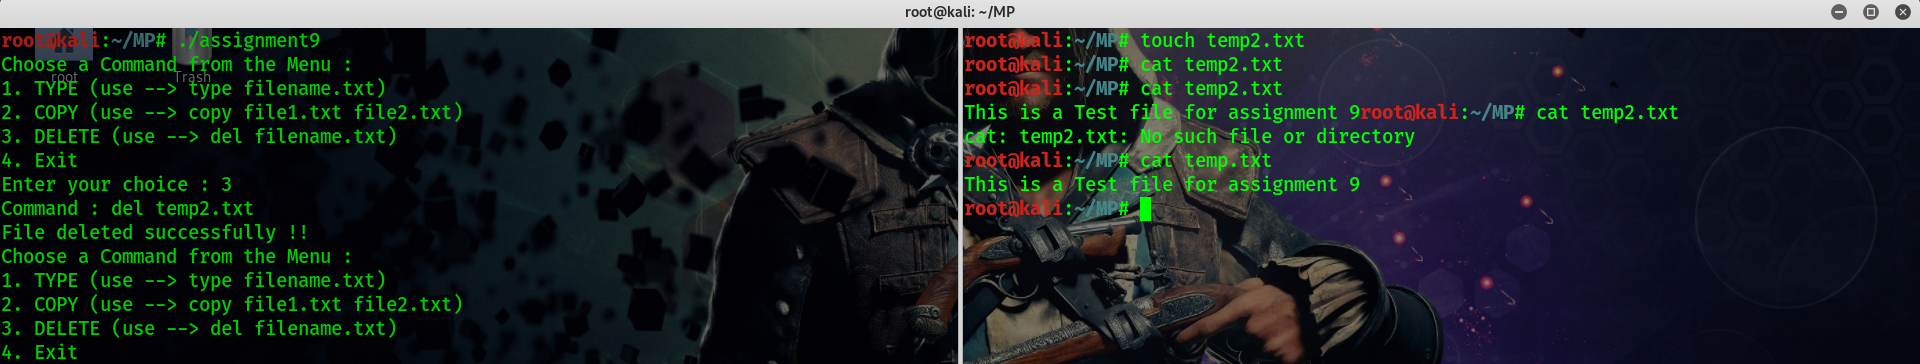 root@kali: ~/MP
root@kali:~/MP# ./assignment9
Choose a Command from the Menu :
root
Trash
1. TYPE (use --> type filename.txt)
2. COPY (use --> copy file1.txt file2.txt)
3. DELETE (use --> del filename.txt)
4. Exit
Enter your choice : 3
Command : del temp2.txt
File deleted successfully !!
Choose a Command from the Menu :
1. TYPE (use --> type filename.txt)
2. COPY (use --> copy file1.txt file2.txt)
3. DELETE (use --> del filename.txt)
4. Exit
root@kali:~/MP# touch temp2.txt
root@kali:~/MP# cat temp2.txt
root@kali:~/MP# cat temp2.txt
This is a Test file for assignment 9root@kali:~/MP# cat temp2.txt
cat: temp2.txt: No such file or directory
root@kali:~/MP# cat temp.txt
This is a Test file for assignment 9
root@kali:~/MP#